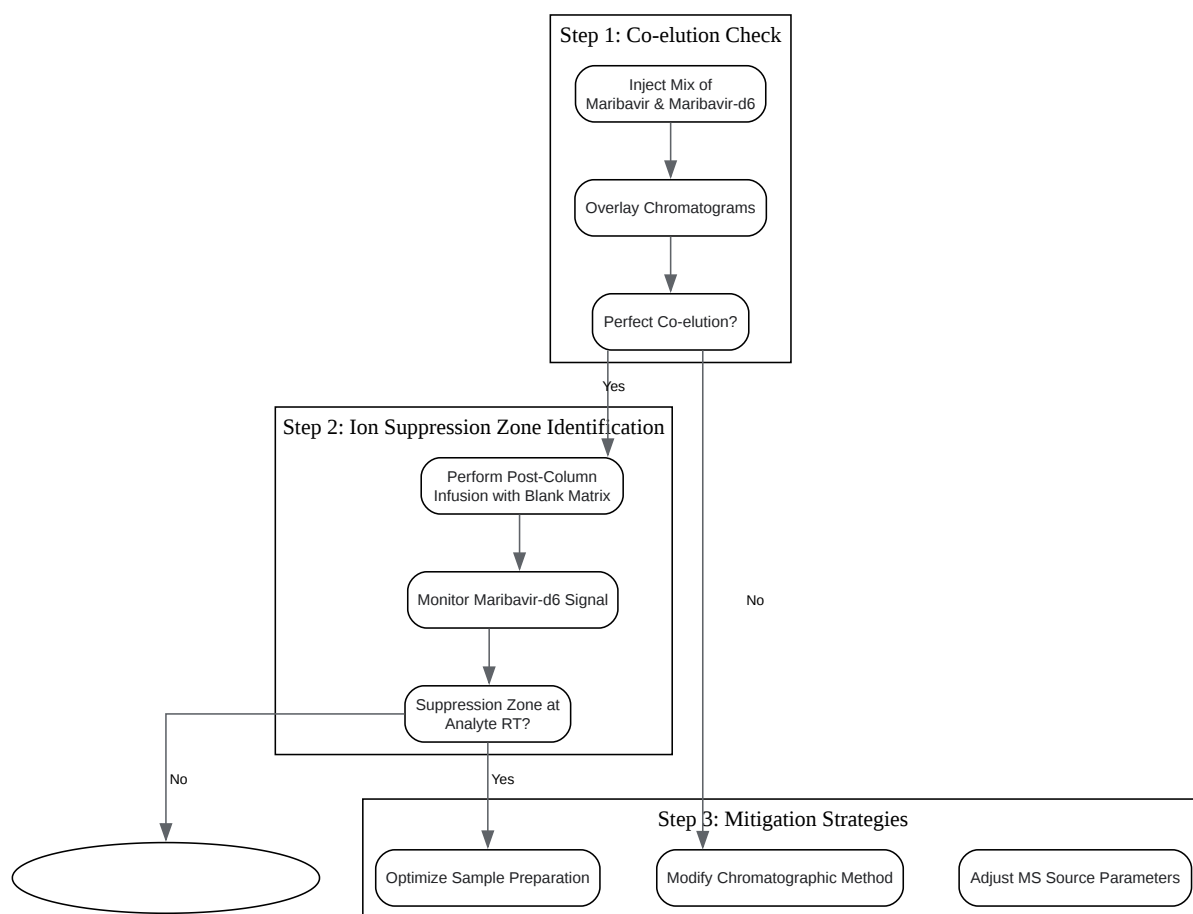 Step 1: Co-elution Check
Inject Mix of
Maribavir & Maribavir-d6
Overlay Chromatograms
Perfect Co-elution?
Yes
Step 2: Ion Suppression Zone Identification
Perform Post-Column
Infusion with Blank Matrix
Monitor Maribavir-d6 Signal
No
Suppression Zone at
Analyte RT?
No
Yes
Step 3: Mitigation Strategies
Optimize Sample Preparation
Modify Chromatographic Method
Adjust MS Source Parameters